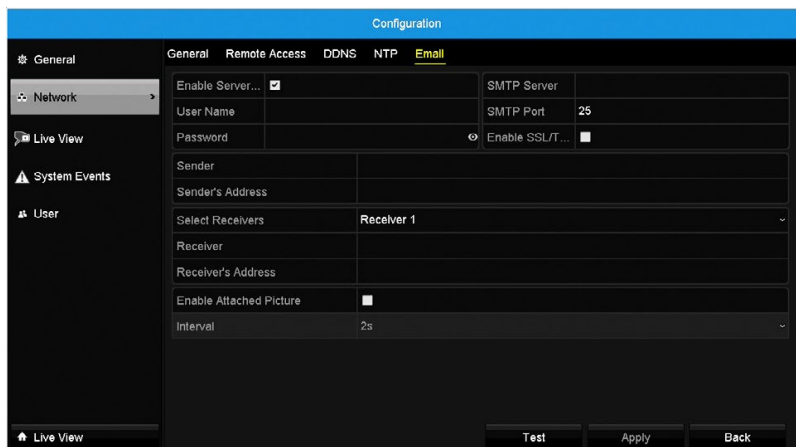 Configuration
General
Network
Live View
System Events
User
Live View
General Remote Access DDNS NTP Email
Enable Server... SMTP Server
User Name SMTP Port 25
Password Enable SSL/T...
Sender
Sender's Address
Select Receivers Receiver 1
Receiver
Receiver's Address
Enable Attached Picture
Interval 2s
Test Apply Back